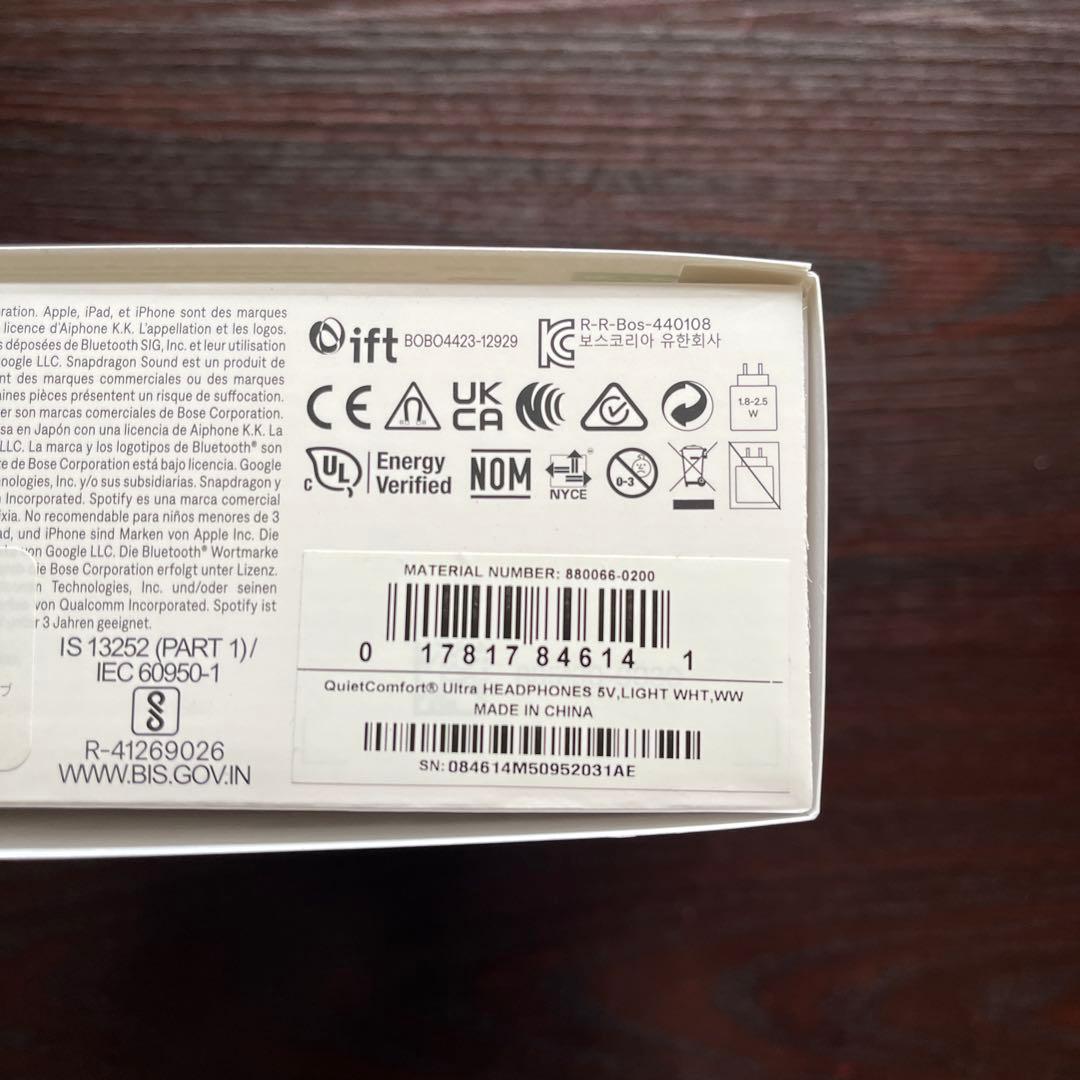 ration. Apple, iPad, et iPhone sont des marques
licence d'Aiphone K.K. L'appellation et les logos.
s déposées de Bluetooth SIG, Inc. et leur utilisation
oogle LLC. Snapdragon Sound est un produit de
nt des marques commerciales ou des marques
aines pièces présentent un risque de suffocation.
er son marcas comerciales de Bose Corporation.
sa en Japón con una licencia de Aiphone K.K. La
LLC. La marca y los logotipos de Bluetooth® son
te de Bose Corporation está bajo licencia. Google
nologies, Inc. y/o sus subsidiarias. Snapdragon y
n Incorporated. Spotify es una marca comercial
ixia. No recomendable para niños menores de 3
ad, und iPhone sind Marken von Apple Inc. Die
von Google LLC. Die Bluetooth® Wortmarke
ie Bose Corporation erfolgt unter Lizenz.
n Technologies, Inc. und/oder seinen
von Qualcomm Incorporated. Spotify ist
r 3 Jahren geeignet.
IS 13252 (PART 1)/
IEC 60950-1
R-41269026
WWW.BIS.GOV.IN
プ
ift BOBO4423-12929
R-R-Bos-440108
보스코리아 유한회사
CE UK CA
1.8-2.5
W
c UL Energy Verified
NOM
NYCE
0-3
MATERIAL NUMBER: 880066-0200
0 17817 84614 1
QuietComfort® Ultra HEADPHONES 5V,LIGHT WHT,WW
MADE IN CHINA
SN: 084614M50952031AE